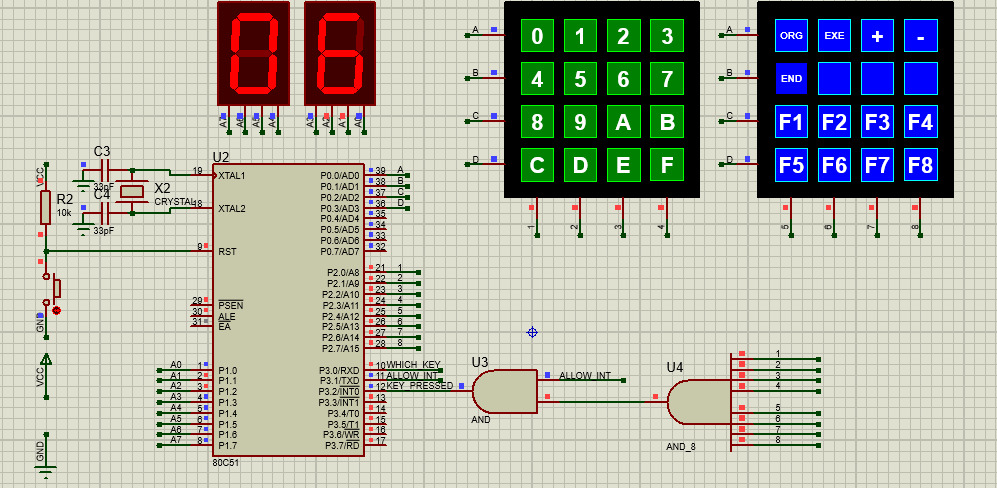 A 0 1 2 3
B 4 5 6 7
C 8 9 A B
D C D E F
1 2 3 4
A ORG EXE + -
B END
C F1 F2 F3 F4
D F5 F6 F7 F8
5 6 7 8
06
A7 A6 A5 A4 A3 A2 A1 A0
U2
C3
33pF
C4
33pF
X2
CRYSTAL
VCC
R2
10k
GND
VCC
GND
19 XTAL1
18 XTAL2
9 RST
29 PSEN
30 ALE
31 EA
A0 1 P1.0
A1 2 P1.1
A2 3 P1.2
A3 4 P1.3
A4 5 P1.4
A5 6 P1.5
A6 7 P1.6
A7 8 P1.7
P0.0/AD0 39 A
P0.1/AD1 38 B
P0.2/AD2 37 C
P0.3/AD3 36 D
P0.4/AD4 35
P0.5/AD5 34
P0.6/AD6 33
P0.7/AD7 32
P2.0/A8 21 1
P2.1/A9 22 2
P2.2/A10 23 3
P2.3/A11 24 4
P2.4/A12 25 5
P2.5/A13 26 6
P2.6/A14 27 7
P2.7/A15 28 8
P3.0/RXD 10 WHICH_KEY
P3.1/TXD 11 ALLOW_INT
P3.2/INT0 12 KEY_PRESSED
P3.3/INT1 13
P3.4/T0 14
P3.5/T1 15
P3.6/WR 16
P3.7/RD 17
80C51
U3
AND
ALLOW_INT
U4
AND_8
1
2
3
4
5
6
7
8